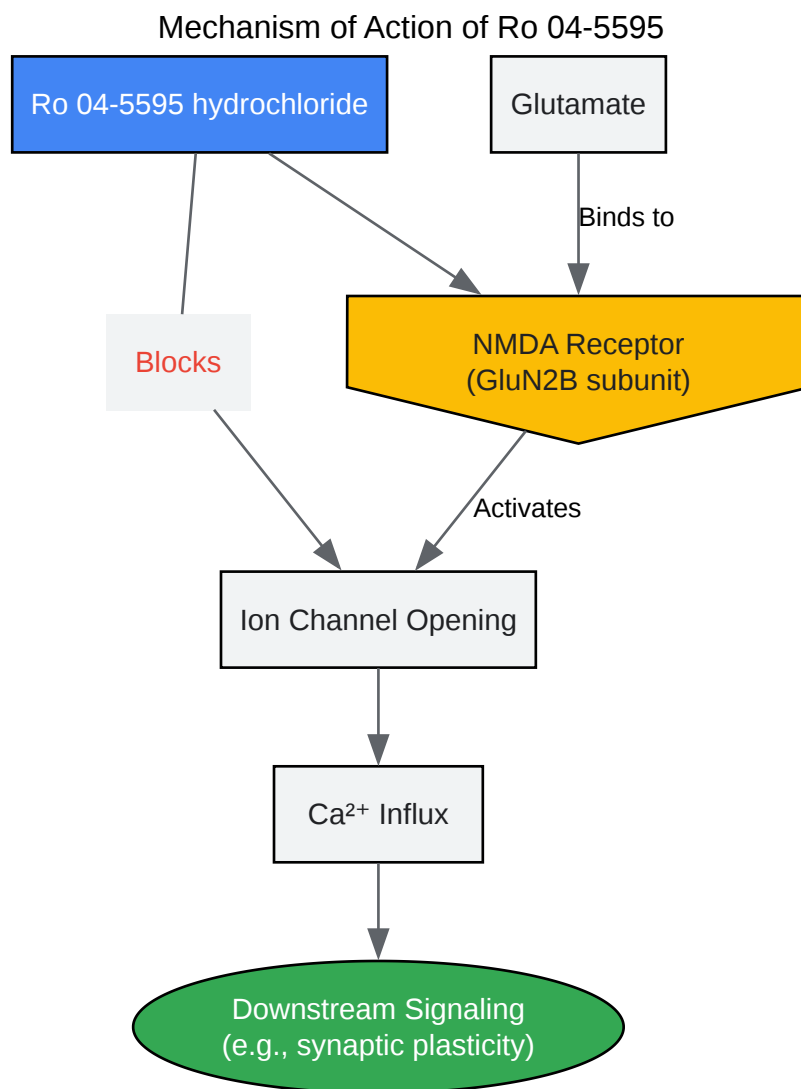 Mechanism of Action of Ro 04-5595
Ro 04-5595 hydrochloride
Glutamate
Binds to
Blocks
NMDA Receptor
(GluN2B subunit)
Activates
Ion Channel Opening
Ca²⁺ Influx
Downstream Signaling
(e.g., synaptic plasticity)